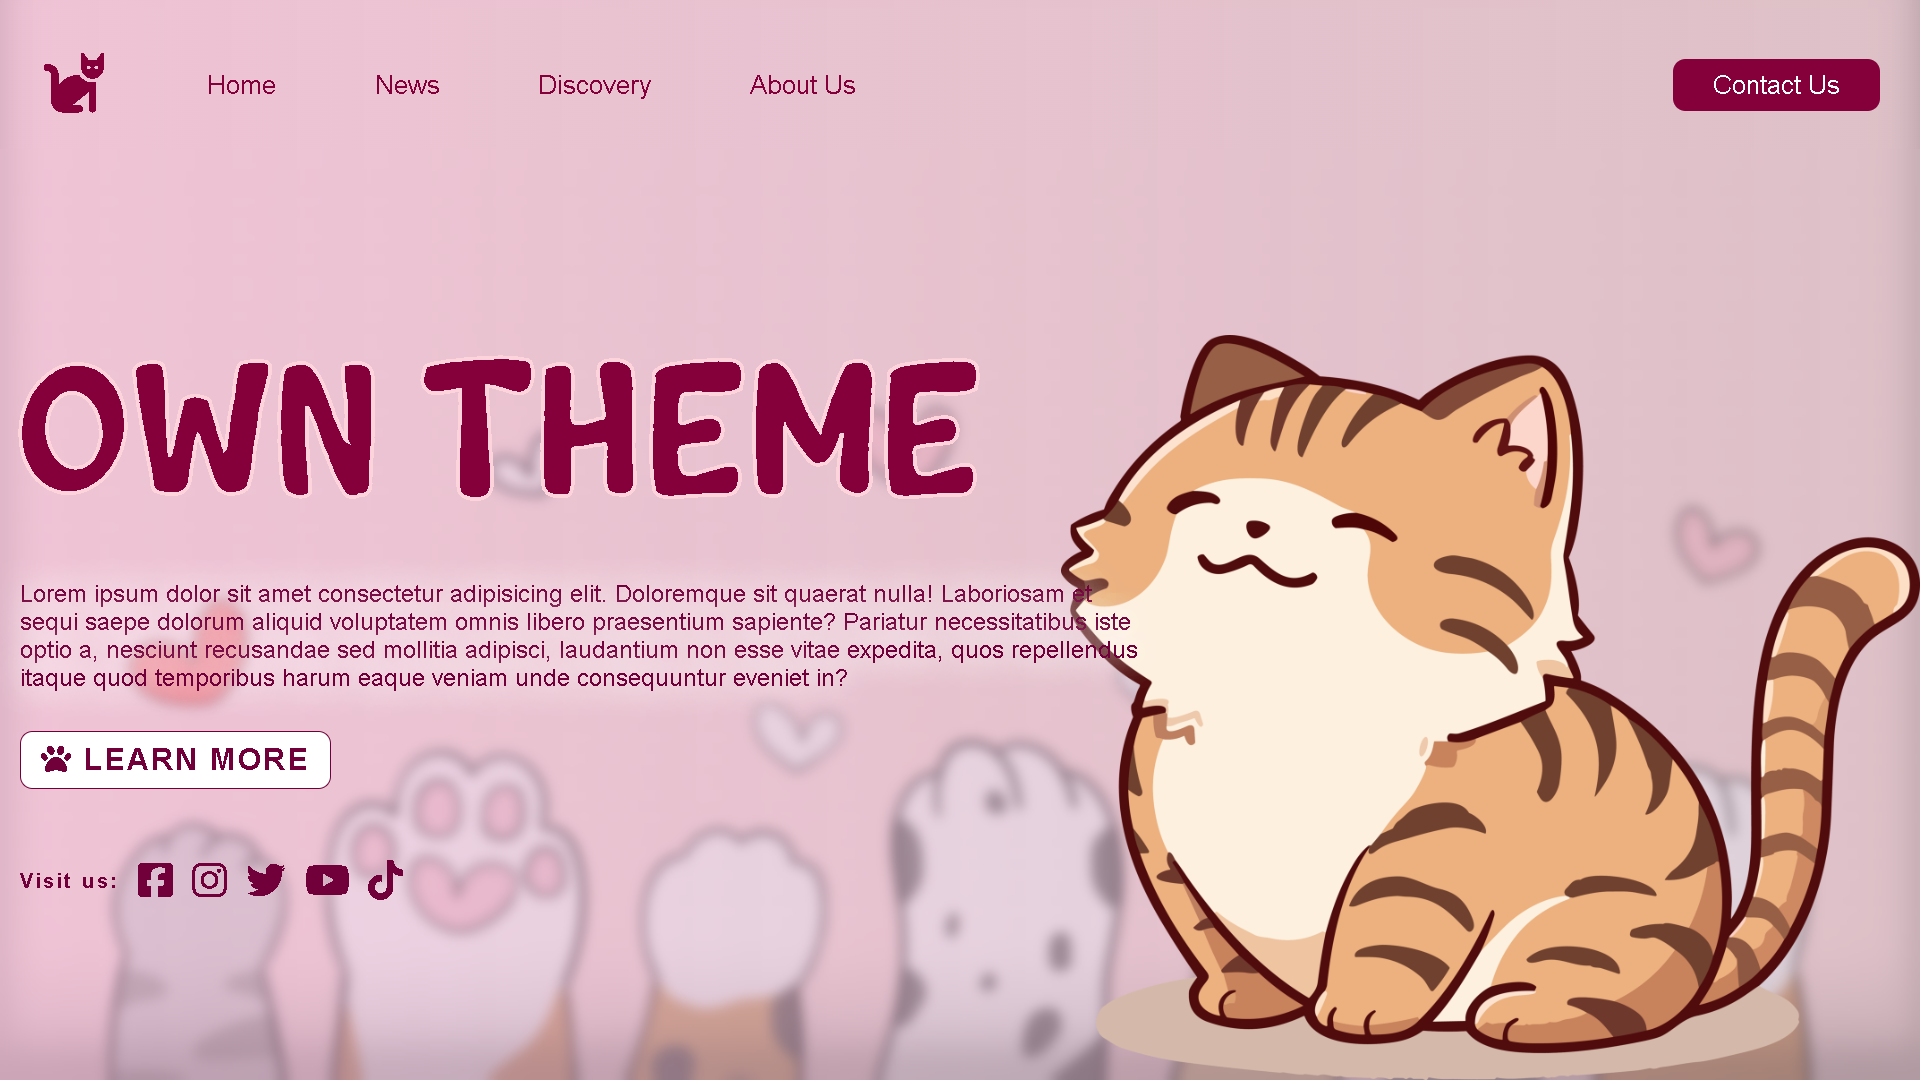 Home News Discovery About Us Contact Us
OWN THEME
Lorem ipsum dolor sit amet consectetur adipisicing elit. Doloremque sit quaerat nulla! Laboriosam et
sequi saepe dolorum aliquid voluptatem omnis libero praesentium sapiente? Pariatur necessitatibus iste
optio a, nesciunt recusandae sed mollitia adipisci, laudantium non esse vitae expedita, quos repellendus
itaque quod temporibus harum eaque veniam unde consequuntur eveniet in?
LEARN MORE
Visit us: